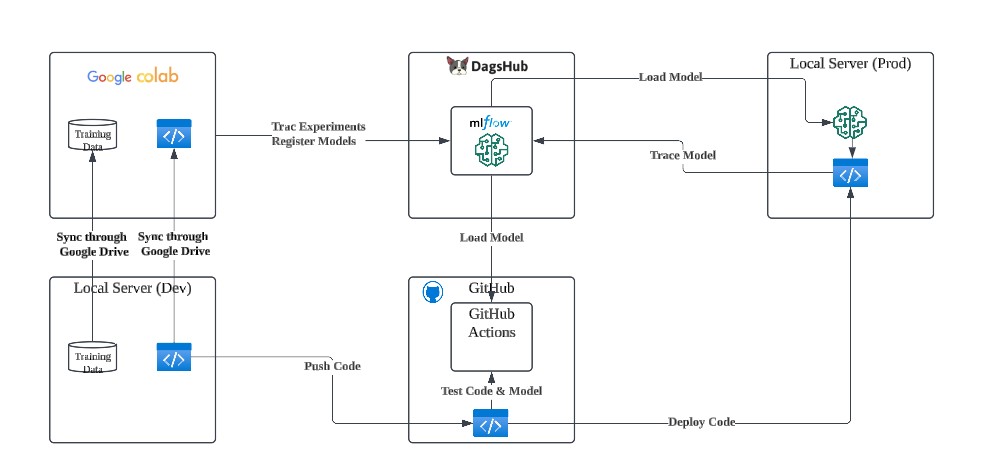 Google colab
Training
Data
Trac Experiments
Register Models
DagsHub
mlflow
Load Model
Local Server (Prod)
Trace Model
Sync through
Google Drive
Sync through
Google Drive
Load Model
Local Server (Dev)
Training
Data
Push Code
GitHub
GitHub
Actions
Test Code & Model
Deploy Code